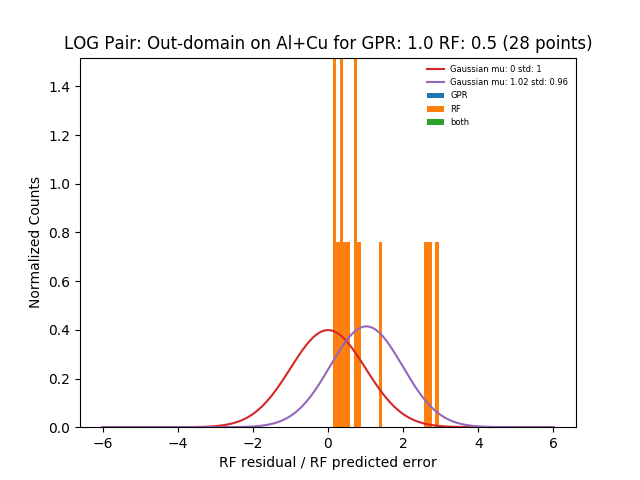 LOG Pair: Out-domain on Al+Cu for GPR: 1.0 RF: 0.5 (28 points)
Gaussian mu: 0 std: 1
Gaussian mu: 1.02 std: 0.96
GPR
RF
both
Normalized Counts
1.4
1.2
1.0
0.8
0.6
0.4
0.2
0.0
−6
−4
−2
0
2
4
6
RF residual / RF predicted error